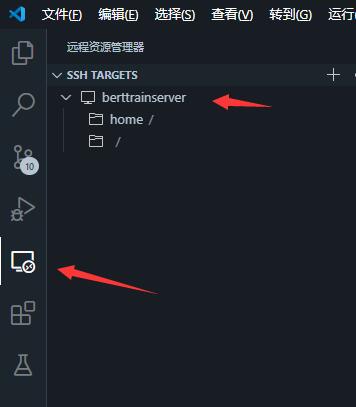 文件(F) 编辑(E) 选择(S) 查看(V) 转到(G) 运行
远程资源管理器
SSH TARGETS
berttrainserver
home /
/
10